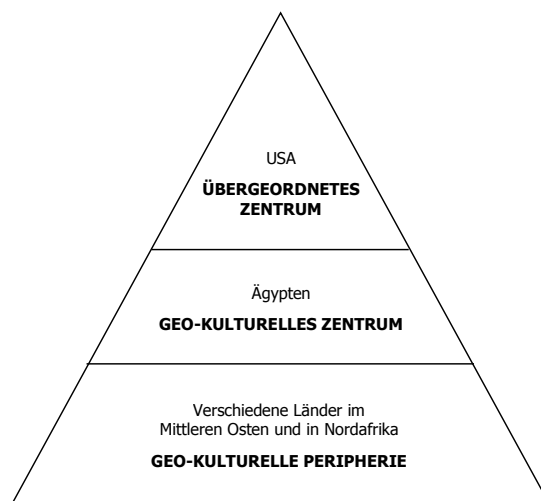 USA
ÜBERGEORDNETES
ZENTRUM
Ägypten
GEO-KULTURELLES ZENTRUM
Verschiedene Länder im
Mittleren Osten und in Nordafrika
GEO-KULTURELLE PERIPHERIE